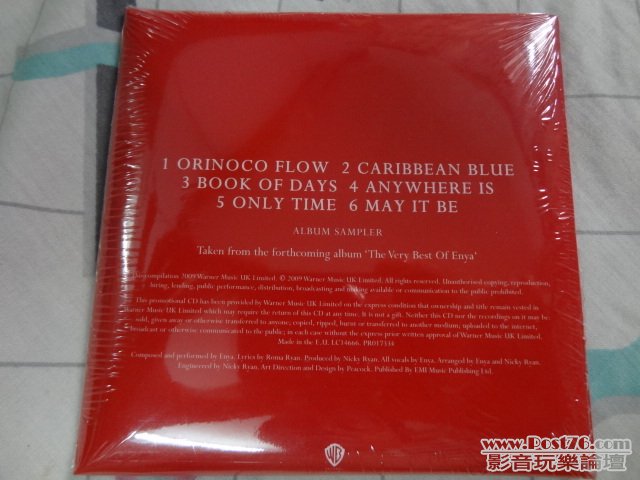 1 ORINOCO FLOW 2 CARIBBEAN BLUE
3 BOOK OF DAYS 4 ANYWHERE IS
5 ONLY TIME 6 MAY IT BE
ALBUM SAMPLER
Taken from the forthcoming album 'The Very Best Of Enya'
This compilation 2009 Warner Music UK Limited. © 2009 Warner Music UK Limited. All rights reserved. Unauthorised copying, reproduction,
hiring, lending, public performance, distribution, broadcasting and making available or communication to the public prohibited.
This promotional CD has been provided by Warner Music UK Limited on the express condition that ownership and title remain vested in
Warner Music UK Limited which may require the return of this CD at any time. It is not a gift. Neither this CD nor the recordings on it may be
sold, given away or otherwise transferred to anyone; copied, ripped, burnt or transferred to another medium; uploaded to the internet,
broadcast or otherwise communicated to the public; in each case without the express prior written approval of Warner Music UK Limited.
Made in the E.U. LC14666. PR017334
Composed and performed by Enya. Lyrics by Roma Ryan. Produced by Nicky Ryan. All vocals by Enya. Arranged by Enya and Nicky Ryan.
Engineered by Nicky Ryan. Art Direction and Design by Peacock. Published By EMI Music Publishing Ltd.
WB
www.Post76.com
影音玩樂論壇